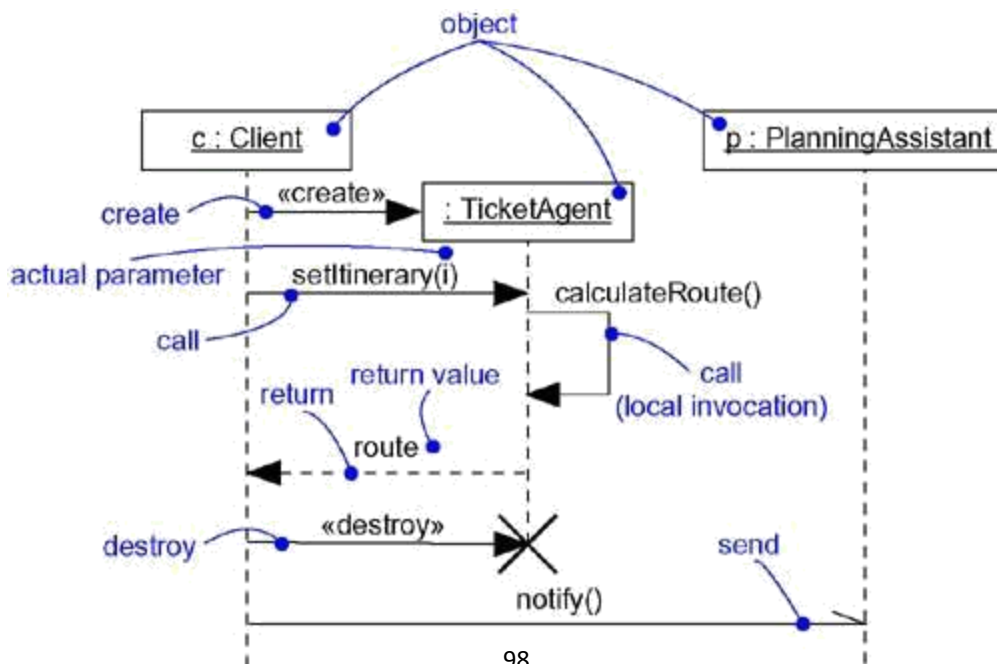 object
c : Client
p : PlanningAssistant
«create»
create
: TicketAgent
actual parameter
setItinerary(i)
calculateRoute()
call
return value
call
(local invocation)
return
route
«destroy»
destroy
send
notify()
98